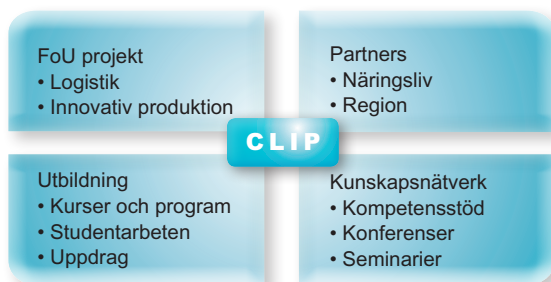 FoU projekt
• Logistik
• Innovativ produktion
Partners
• Näringsliv
• Region
CLIP
Utbildning
• Kurser och program
• Studentarbeten
• Uppdrag
Kunskapsnätverk
• Kompetensstöd
• Konferenser
• Seminarier